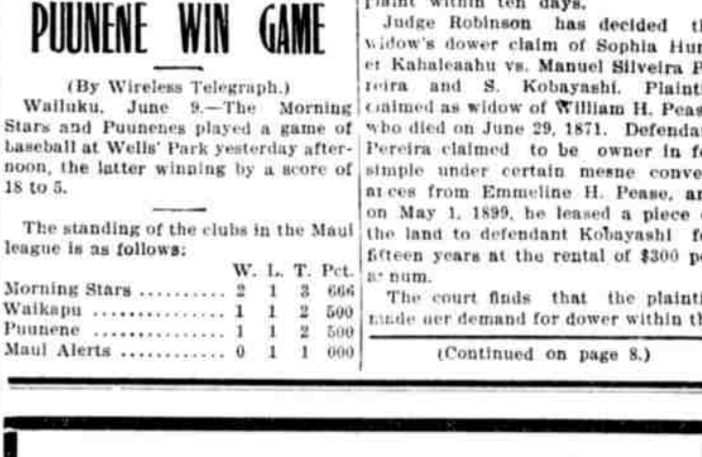 PUUNENE WIN GAME
(By Wireless Telegraph.)
Wailuku, June 9.—The Morning
Stars and Puunenes played a game of
baseball at Wells' Park yesterday after-
noon, the latter winning by a score of
18 to 5.
The standing of the clubs in the Maui
league is as follows:
W. L. T. Pct.
Morning Stars .......... 2 1 3 666
Waikapu ............... 1 1 2 500
Puunene ............... 1 1 2 500
Maui Alerts ............ 0 1 1 000
plaint within ten days.
Judge Robinson has decided
widow's dower claim of Sophia
et Kahaleaahu vs. Manuel Silveira
reira and S. Kobayashi.
claimed as widow of William H.
who died on June 29, 1871.
Pereira claimed to be owner in
simple under certain mesne
ances from Emmeline H. Pease,
on May 1, 1899, he leased a piece
the land to defendant Kobayashi
fifteen years at the rental of $300
annum.
The court finds that the
made her demand for dower within
(Continued on page 8.)